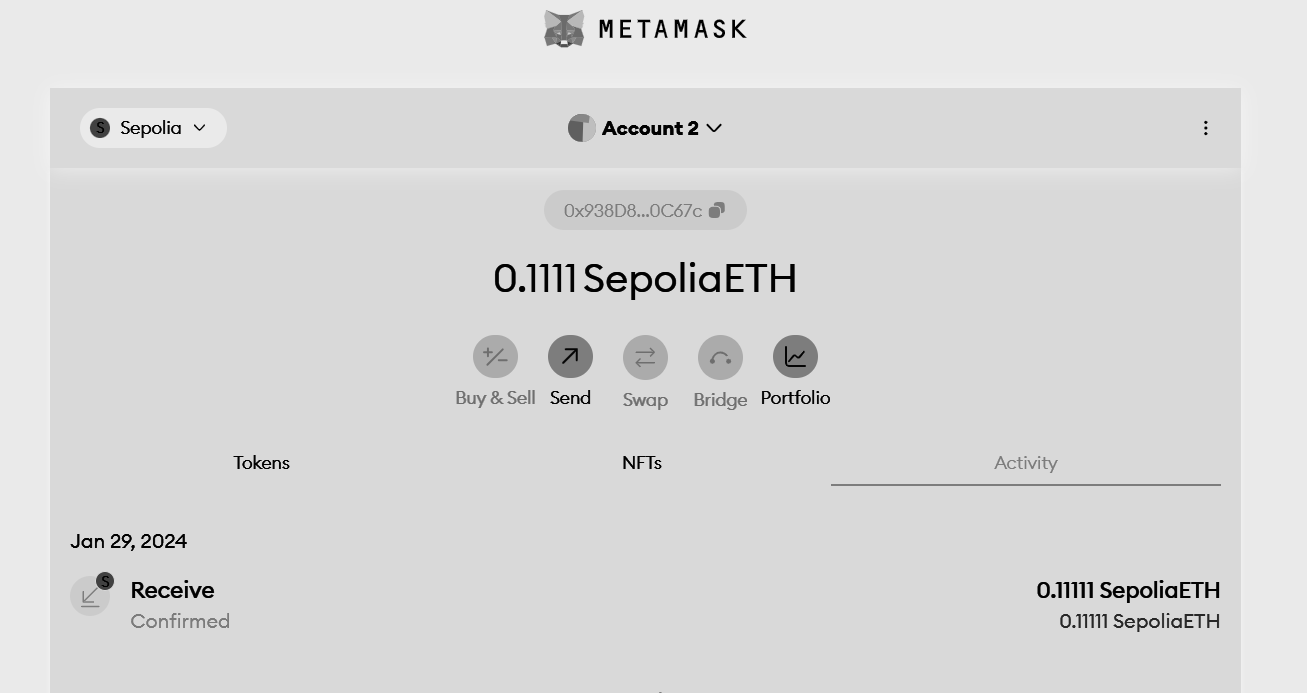 METAMASK
S Sepolia
Account 2
0x938D8...0C67c
0.1111 SepoliaETH
Buy & Sell Send Swap Bridge Portfolio
Tokens NFTs Activity
Jan 29, 2024
S
Receive 0.11111 SepoliaETH
Confirmed 0.11111 SepoliaETH